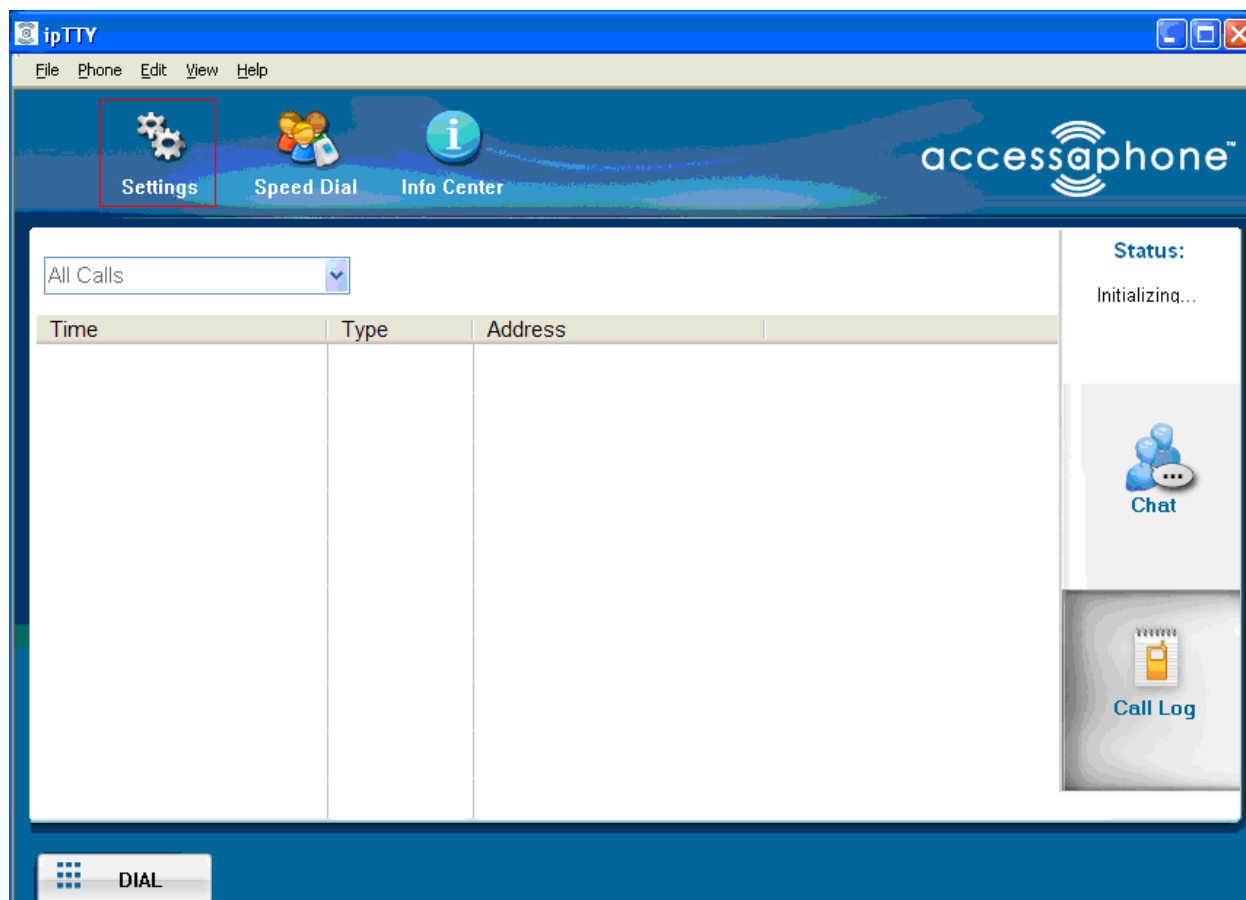 ipTTY
File Phone Edit View Help
Settings Speed Dial Info Center
accessaphone™
All Calls
Status:
Initializing...
Time Type Address
Chat
Call Log
DIAL